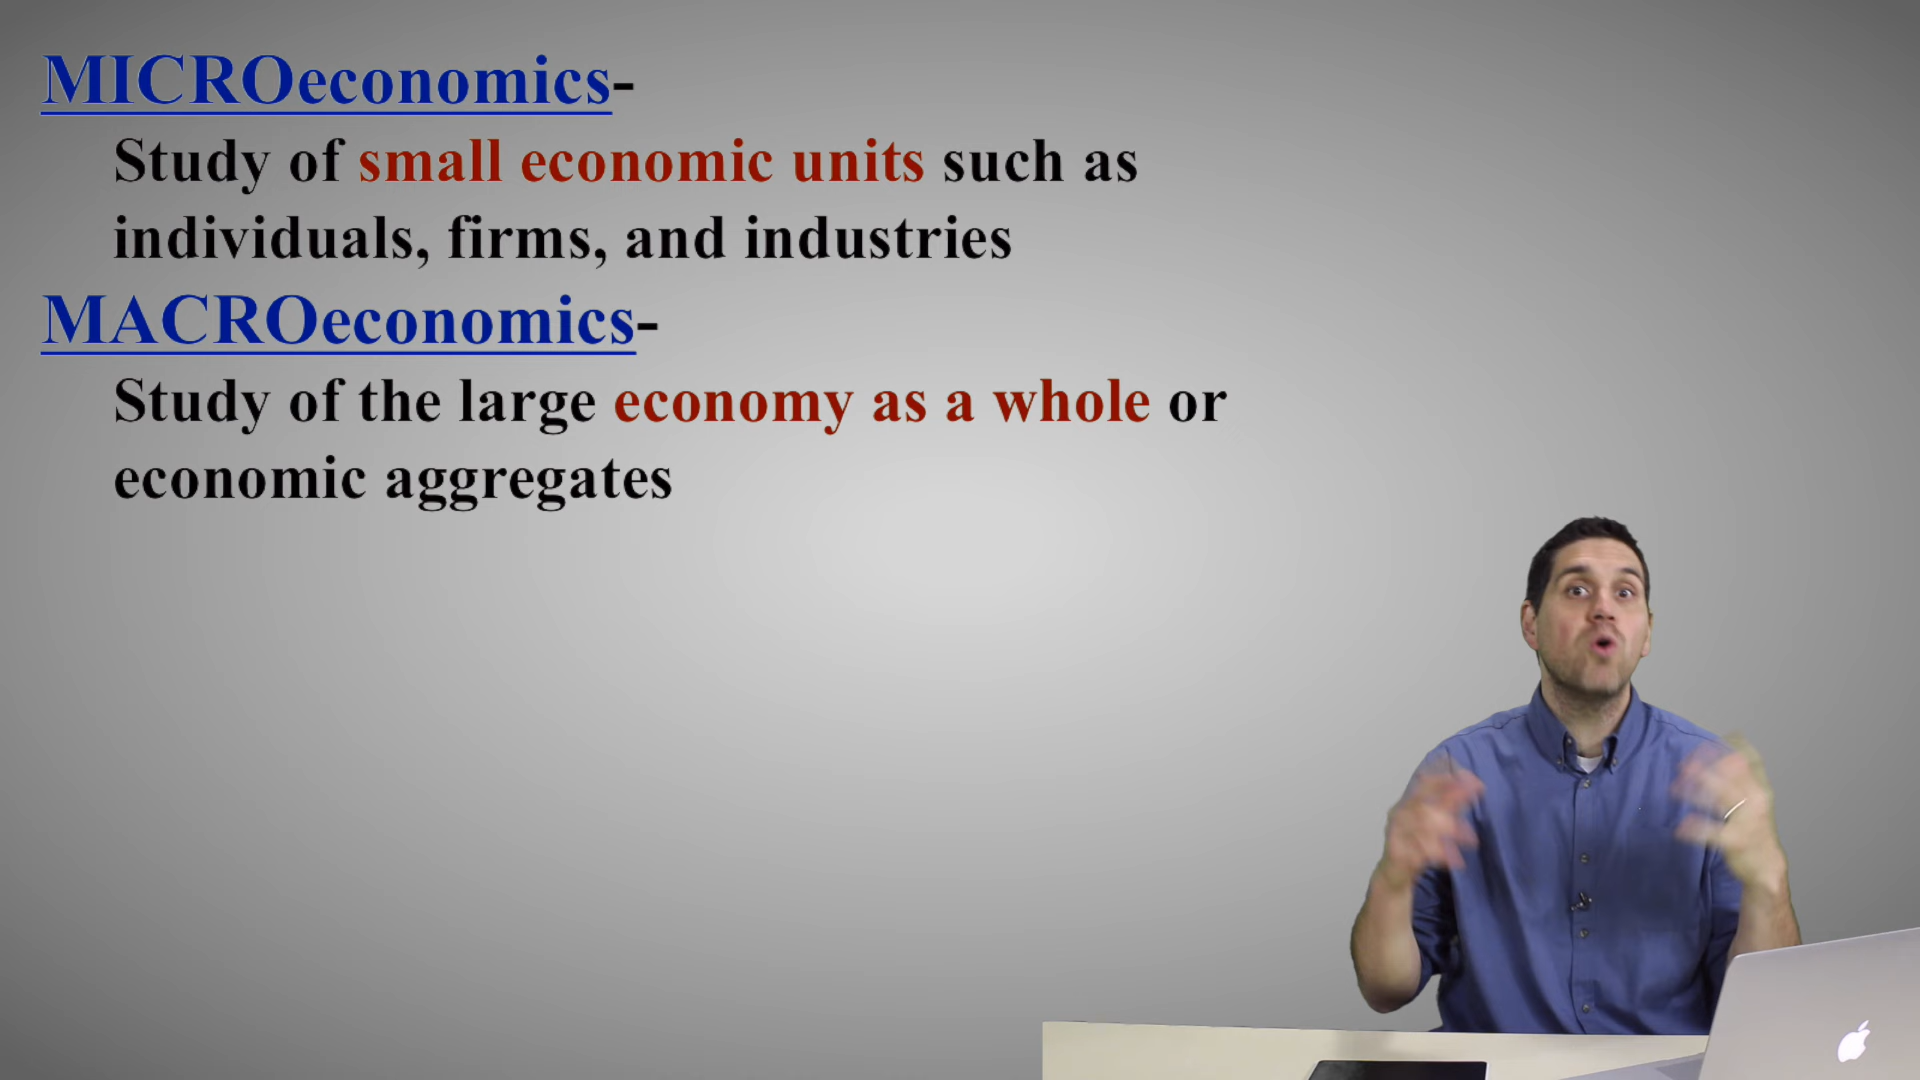 MICROeconomics-
Study of small economic units such as
individuals, firms, and industries
MACROeconomics-
Study of the large economy as a whole or
economic aggregates